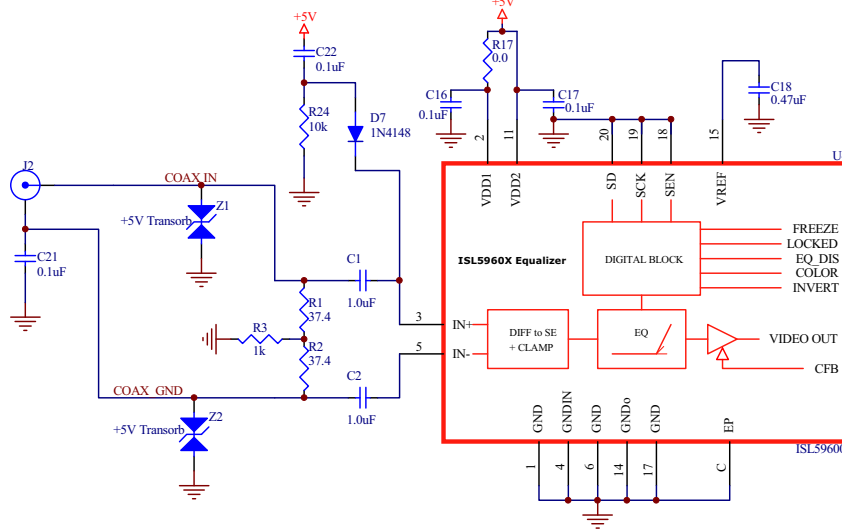 +5V
+5V
C22
0.1uF
R17
0.0
R24
10k
D7
1N4148
C16
0.1uF
C17
0.1uF
C18
0.47uF
2
11
20
19
18
15
U
J2
COAX IN
VDD1
VDD2
SD
SCK
SEN
VREF
Z1
+5V Transorb
C21
0.1uF
FREEZE
LOCKED
EQ_DIS
COLOR
INVERT
ISL5960X Equalizer
DIGITAL BLOCK
C1
1.0uF
R1
37.4
R3
1k
R2
37.4
3
IN+
5
IN-
DIFF to SE
+ CLAMP
EQ
VIDEO OUT
CFB
C2
1.0uF
COAX_GND
Z2
+5V Transorb
GND
GNDIN
GND
GNDo
GND
EP
ISL5960
1
4
6
14
17
C